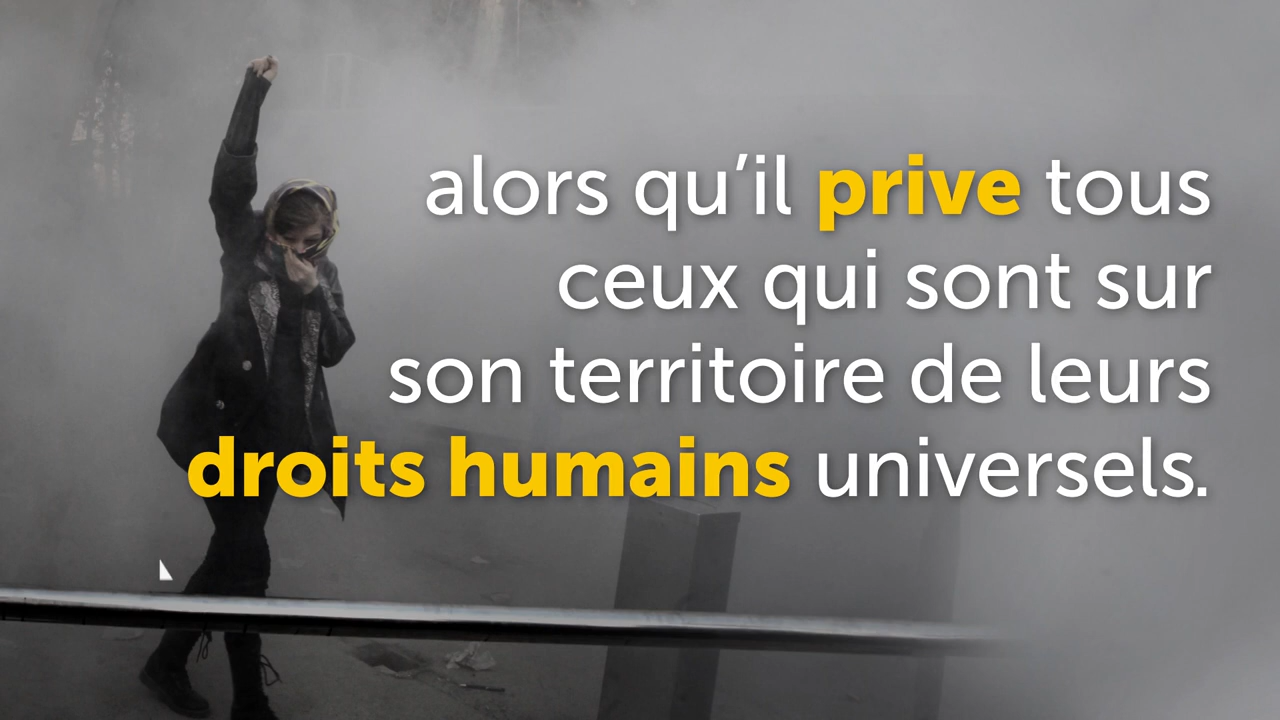 alors qu’il prive tous
ceux qui sont sur
son territoire de leurs
droits humains universels.